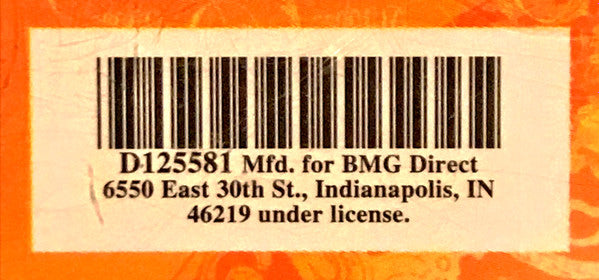 D125581 Mfd. for BMG Direct
6550 East 30th St., Indianapolis, IN
46219 under license.